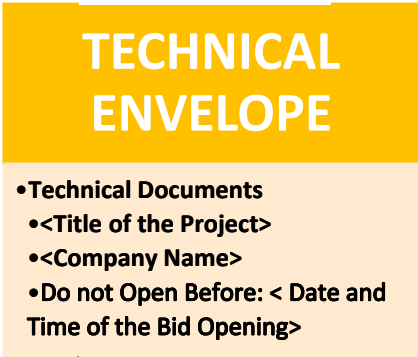 TECHNICAL
ENVELOPE
•Technical Documents
•<Title of the Project>
•<Company Name>
•Do not Open Before: < Date and
Time of the Bid Opening>